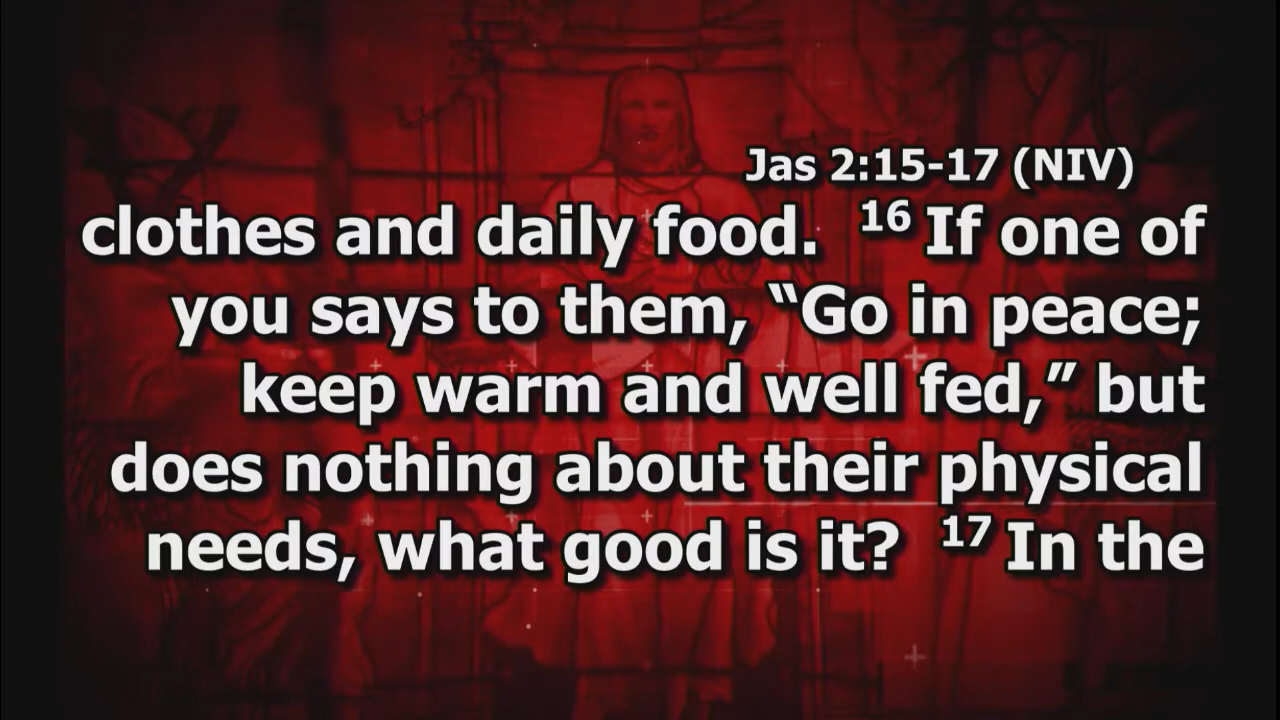 Jas 2:15-17 (NIV)
clothes and daily food. 16 If one of
you says to them, “Go in peace;
keep warm and well fed,” but
does nothing about their physical
needs, what good is it? 17 In the